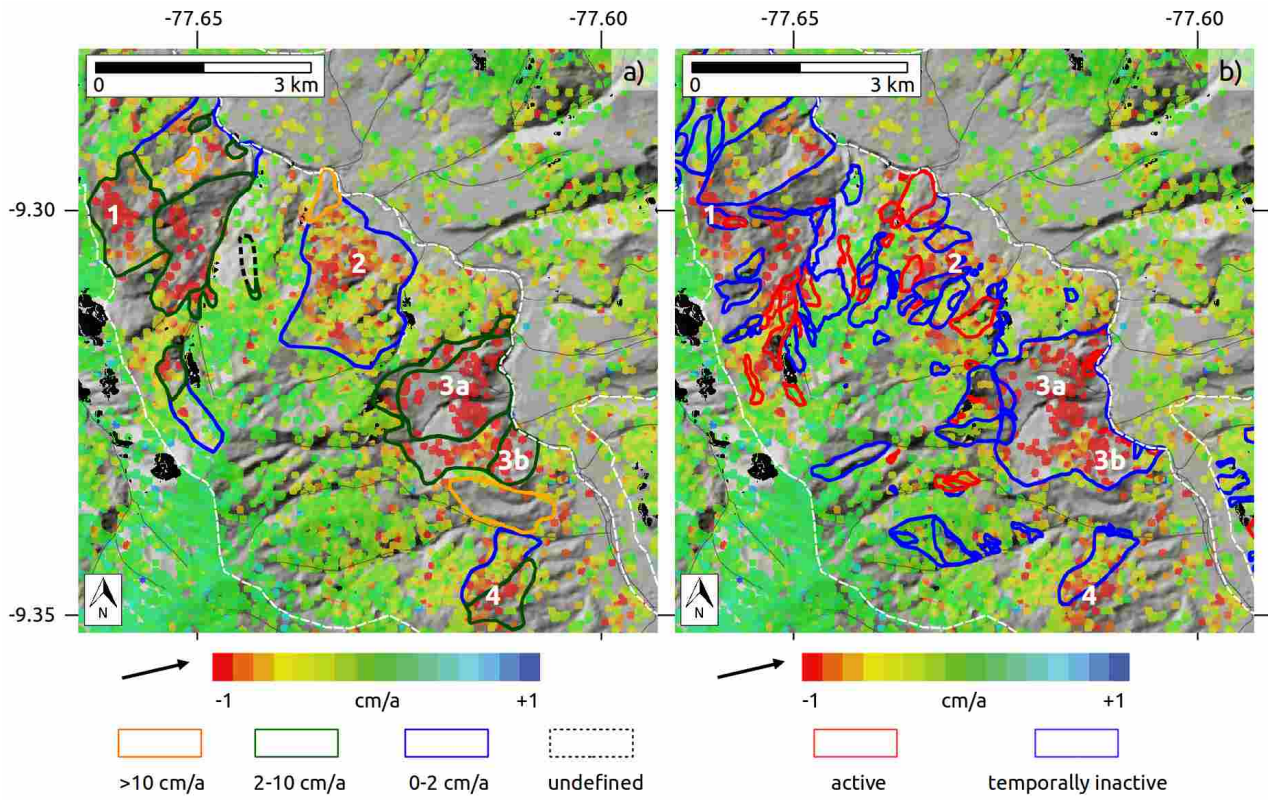 -77.65 -77.60 -77.65 -77.60
0 3 km a) 0 3 km b)
-9.30 1 1
2 2
3a 3a
3b 3b
4 4
-9.35
N N
-1 cm/a +1 -1 cm/a +1
>10 cm/a 2-10 cm/a 0-2 cm/a undefined active temporally inactive